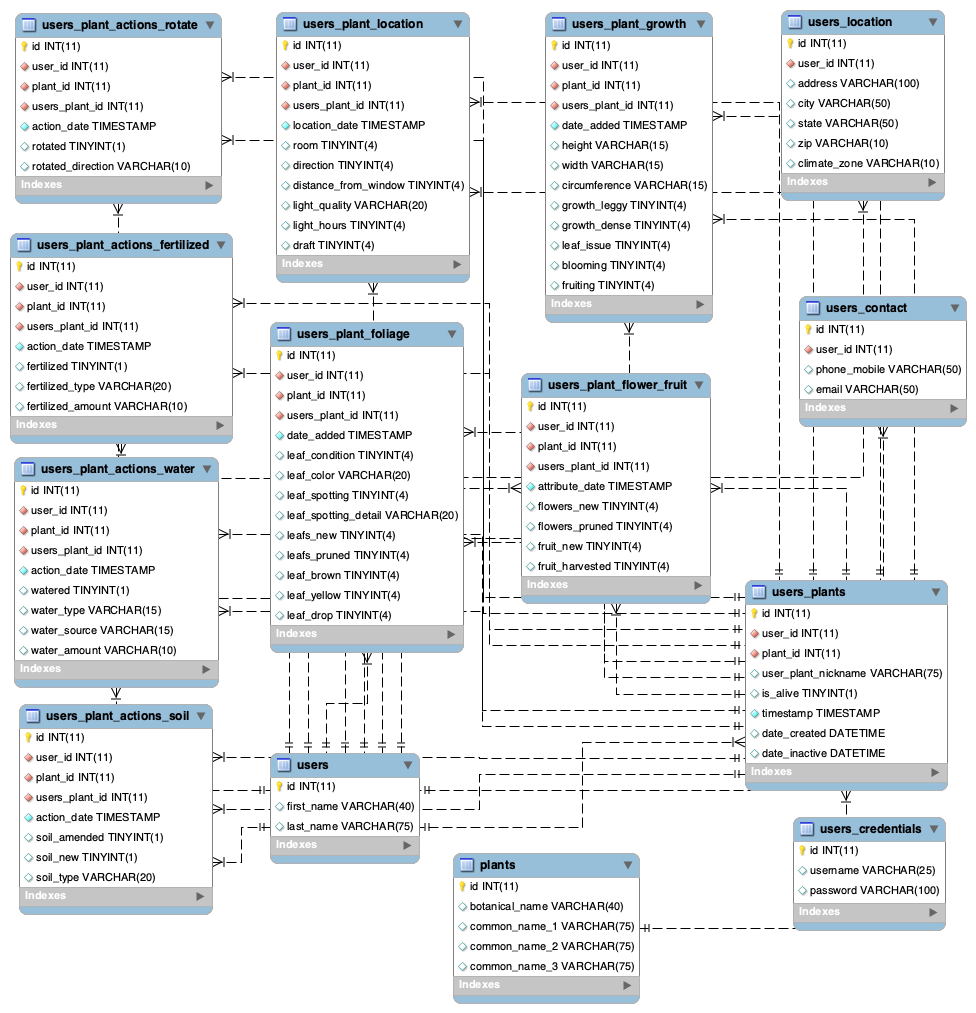 users_plant_actions_rotate
id INT(11)
user_id INT(11)
plant_id INT(11)
users_plant_id INT(11)
action_date TIMESTAMP
rotated TINYINT(1)
rotated_direction VARCHAR(10)
Indexes
users_plant_location
id INT(11)
user_id INT(11)
plant_id INT(11)
users_plant_id INT(11)
location_date TIMESTAMP
room TINYINT(4)
direction TINYINT(4)
distance_from_window TINYINT(4)
light_quality VARCHAR(20)
light_hours TINYINT(4)
draft TINYINT(4)
Indexes
users_plant_growth
id INT(11)
user_id INT(11)
plant_id INT(11)
users_plant_id INT(11)
date_added TIMESTAMP
height VARCHAR(15)
width VARCHAR(15)
circumference VARCHAR(15)
growth_leggy TINYINT(4)
growth_dense TINYINT(4)
leaf_issue TINYINT(4)
blooming TINYINT(4)
fruiting TINYINT(4)
Indexes
users_location
id INT(11)
user_id INT(11)
address VARCHAR(100)
city VARCHAR(50)
state VARCHAR(50)
zip VARCHAR(10)
climate_zone VARCHAR(10)
Indexes
users_plant_actions_fertilized
id INT(11)
user_id INT(11)
plant_id INT(11)
users_plant_id INT(11)
action_date TIMESTAMP
fertilized TINYINT(1)
fertilized_type VARCHAR(20)
fertilized_amount VARCHAR(10)
Indexes
users_plant_foliage
id INT(11)
user_id INT(11)
plant_id INT(11)
users_plant_id INT(11)
date_added TIMESTAMP
leaf_condition TINYINT(4)
leaf_color VARCHAR(20)
leaf_spotting TINYINT(4)
leaf_spotting_detail VARCHAR(20)
leafs_new TINYINT(4)
leafs_pruned TINYINT(4)
leaf_brown TINYINT(4)
leaf_yellow TINYINT(4)
leaf_drop TINYINT(4)
Indexes
users_plant_flower_fruit
id INT(11)
user_id INT(11)
plant_id INT(11)
users_plant_id INT(11)
attribute_date TIMESTAMP
flowers_new TINYINT(4)
flowers_pruned TINYINT(4)
fruit_new TINYINT(4)
fruit_harvested TINYINT(4)
Indexes
users_contact
id INT(11)
user_id INT(11)
phone_mobile VARCHAR(50)
email VARCHAR(50)
Indexes
users_plant_actions_water
id INT(11)
user_id INT(11)
plant_id INT(11)
users_plant_id INT(11)
action_date TIMESTAMP
watered TINYINT(1)
water_type VARCHAR(15)
water_source VARCHAR(15)
water_amount VARCHAR(10)
Indexes
users_plants
id INT(11)
user_id INT(11)
plant_id INT(11)
user_plant_nickname VARCHAR(75)
is_alive TINYINT(1)
timestamp TIMESTAMP
date_created DATETIME
date_inactive DATETIME
Indexes
users_plant_actions_soil
id INT(11)
user_id INT(11)
plant_id INT(11)
users_plant_id INT(11)
action_date TIMESTAMP
soil_amended TINYINT(1)
soil_new TINYINT(1)
soil_type VARCHAR(20)
Indexes
users
id INT(11)
first_name VARCHAR(40)
last_name VARCHAR(75)
Indexes
plants
id INT(11)
botanical_name VARCHAR(40)
common_name_1 VARCHAR(75)
common_name_2 VARCHAR(75)
common_name_3 VARCHAR(75)
Indexes
users_credentials
id INT(11)
username VARCHAR(25)
password VARCHAR(100)
Indexes